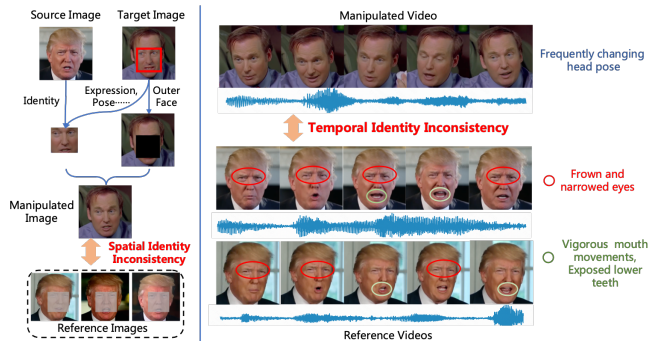 Source Image
Target Image
Identity
Expression,
Pose······
Outer
Face
Manipulated
Image
Spatial Identity
Inconsistency
Reference Images
Manipulated Video
Frequently changing
head pose
Temporal Identity Inconsistency
Frown and
narrowed eyes
Vigorous mouth
movements,
Exposed lower
teeth
Reference Videos